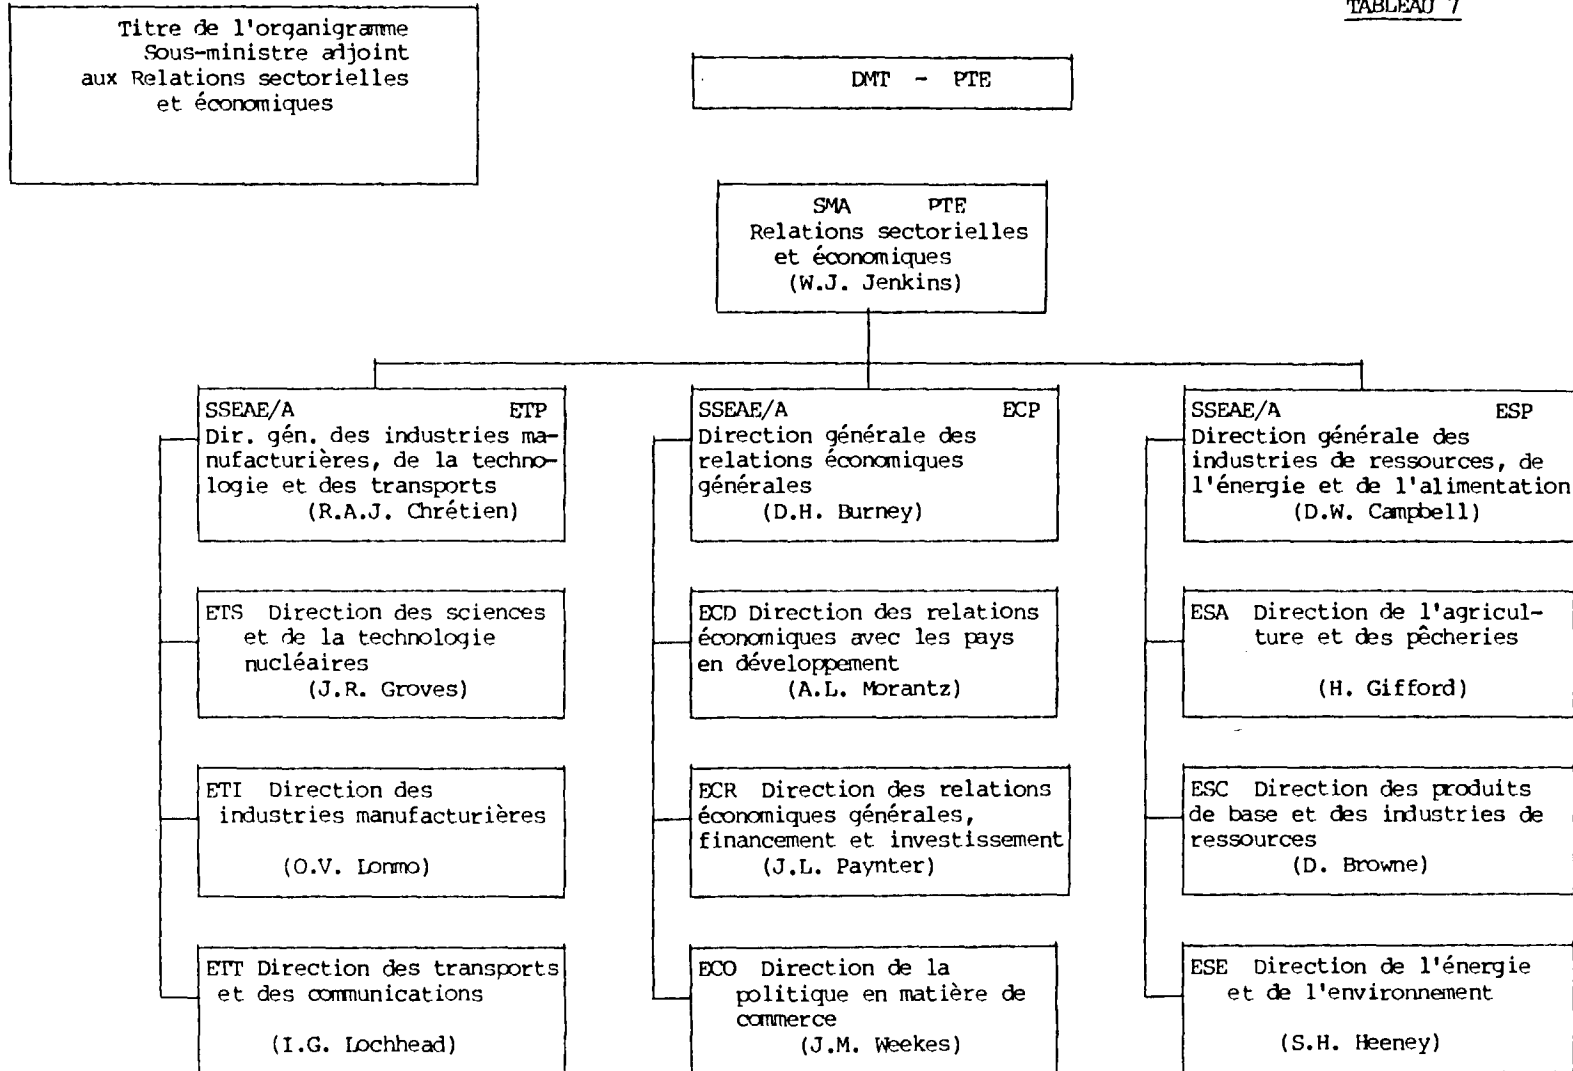 TABLEAU 7
Titre de l'organigramme
Sous-ministre adjoint
aux Relations sectorielles
et économiques
DMT - PTE
SMA PTE
Relations sectorielles
et économiques
(W.J. Jenkins)
SSEAE/A ETP
Dir. gén. des industries ma-
nufacturières, de la techno-
logie et des transports
(R.A.J. Chrétien)
ETS Direction des sciences
et de la technologie
nucléaires
(J.R. Groves)
ETI Direction des
industries manufacturières
(O.V. Lonmo)
ETT Direction des transports
et des communications
(I.G. Lochhead)
SSEAE/A ECP
Direction générale des
relations économiques
générales
(D.H. Burney)
ECD Direction des relations
économiques avec les pays
en développement
(A.L. Morantz)
ECR Direction des relations
économiques générales,
financement et investissement
(J.L. Paynter)
ECO Direction de la
politique en matière de
commerce
(J.M. Weekes)
SSEAE/A ESP
Direction générale des
industries de ressources, de
l'énergie et de l'alimentation
(D.W. Campbell)
ESA Direction de l'agricul-
ture et des pêcheries
(H. Gifford)
ESC Direction des produits
de base et des industries de
ressources
(D. Browne)
ESE Direction de l'énergie
et de l'environnement
(S.H. Heeney)